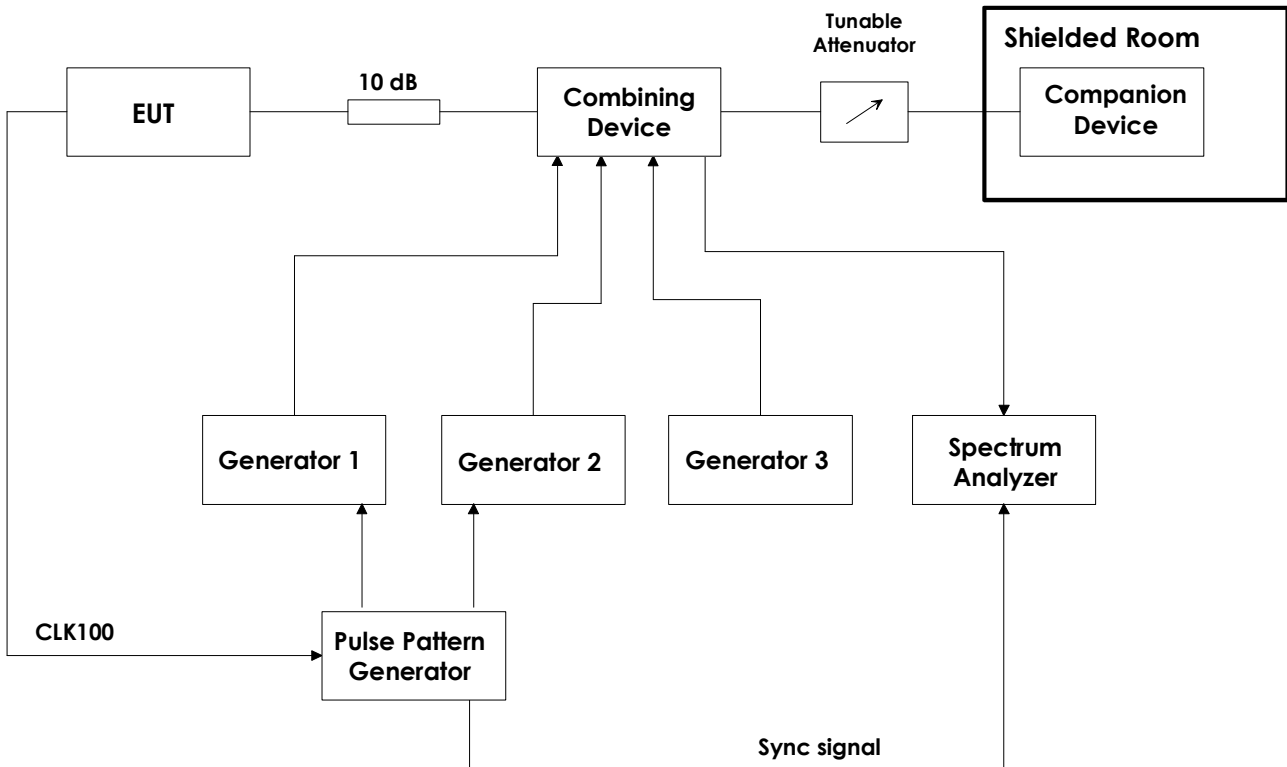 Tunable
Attenuator
Shielded Room
10 dB
EUT
Combining
Device
Companion
Device
Generator 1
Generator 2
Generator 3
Spectrum
Analyzer
CLK100
Pulse Pattern
Generator
Sync signal